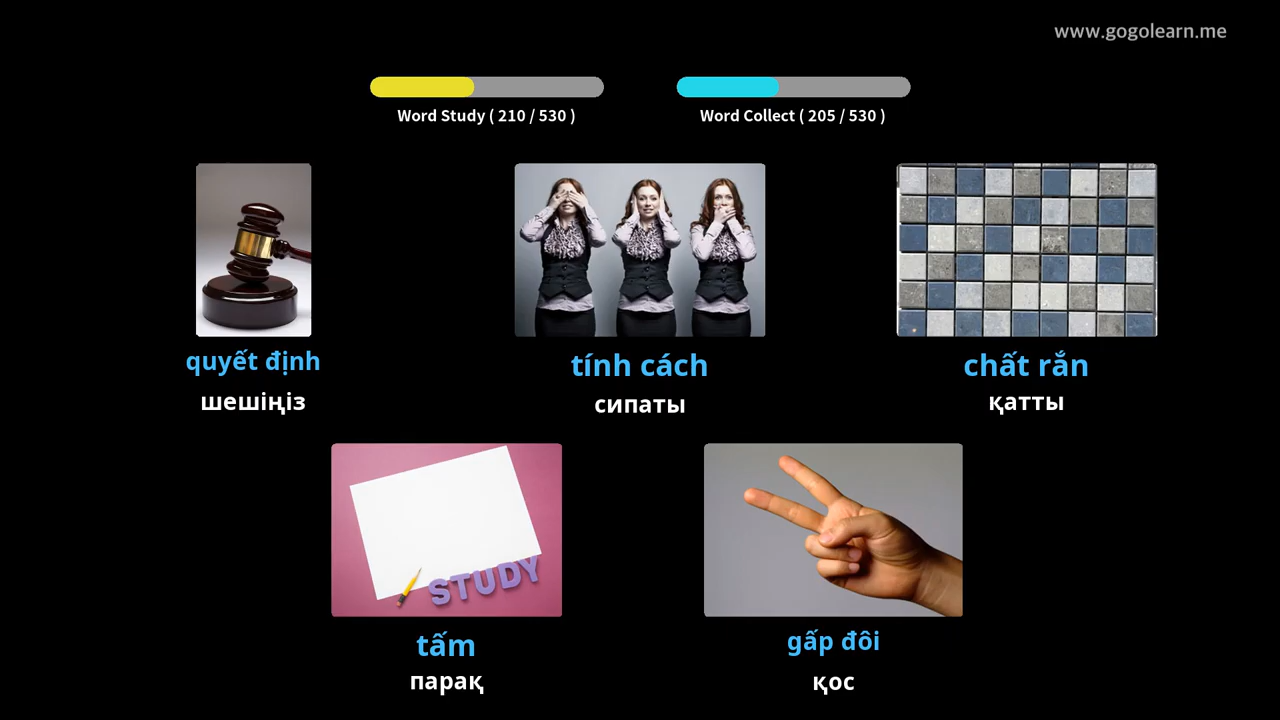 www.gogolearn.me
Word Study ( 210 / 530 )
Word Collect ( 205 / 530 )
quyết định
шешіңіз
tính cách
сипаты
chất rắn
қатты
STUDY
tấm
парақ
gấp đôi
қос